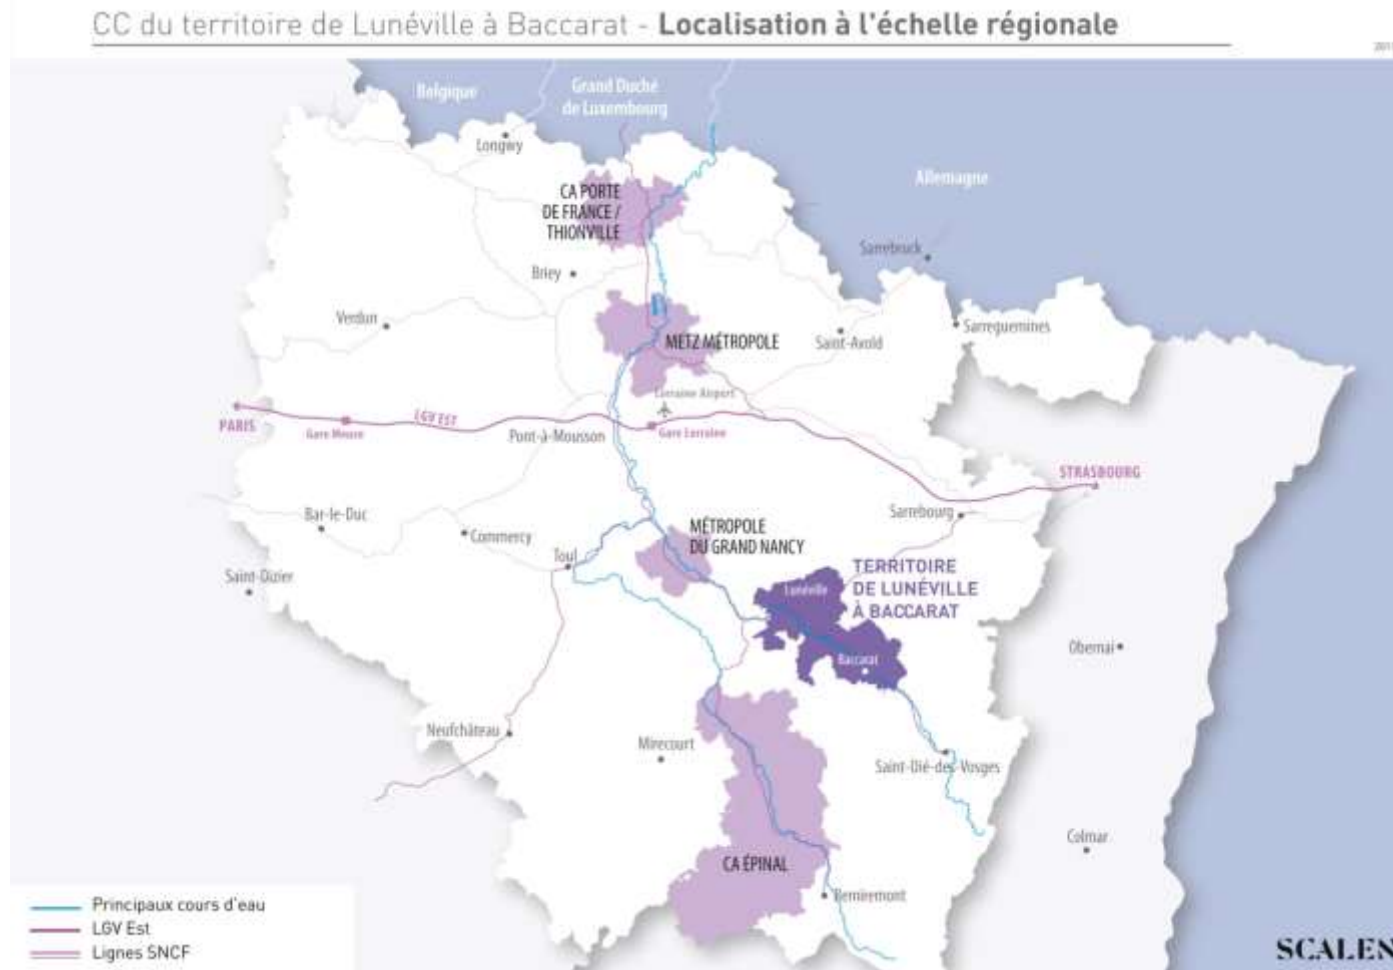 CC du territoire de Lunéville à Baccarat - Localisation à l'échelle régionale
Belgique
Grand Duché
de Luxembourg
Longwy
Allemagne
CA PORTE
DE FRANCE /
THIONVILLE
Sarrebruck
Briey
Verdun
METZ MÉTROPOLE
Saint-Avold
Sarreguemines
Lorraine Airport
PARIS
Gare Meuse
LGV EST
Pont-à-Mousson
Gare Lorraine
STRASBOURG
Bar-le-Duc
Commercy
Sarrebourg
MÉTROPOLE
DU GRAND NANCY
Toul
Saint-Dizier
TERRITOIRE
DE LUNÉVILLE
À BACCARAT
Lunéville
Obernai
Baccarat
Neufchâteau
Mirecourt
Saint-Dié-des-Vosges
Colmar
CA ÉPINAL
Remiremont
Principaux cours d'eau
LGV Est
Lignes SNCF
SCALEN